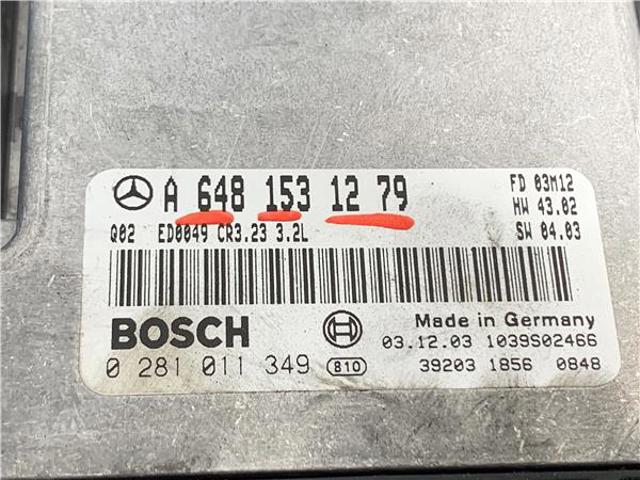 A 648 153 12 79 FD 03M12
HW 43.02
Q02 ED0049 CR3.23 3.2L SW 04.03
BOSCH Made in Germany
03.12.03 1039S02466
0 281 011 349 810 39203 1856 0848